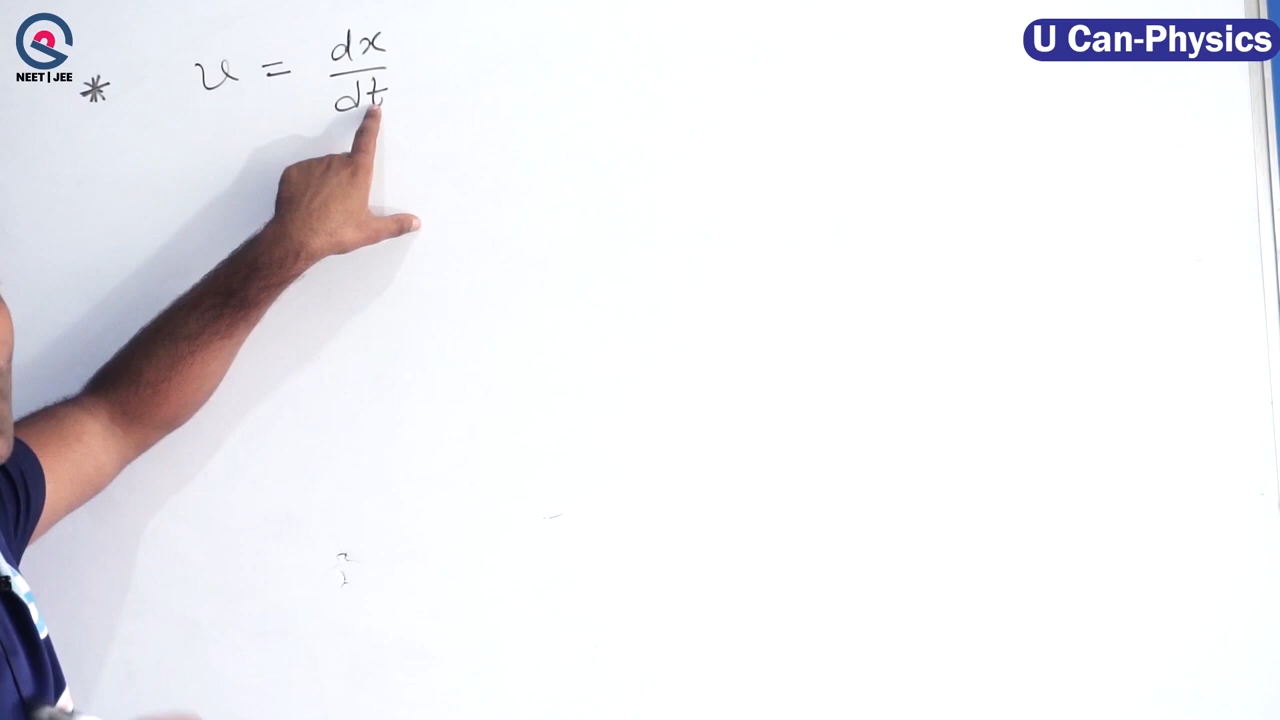 NEET | JEE
U Can-Physics
* v = dx/dt